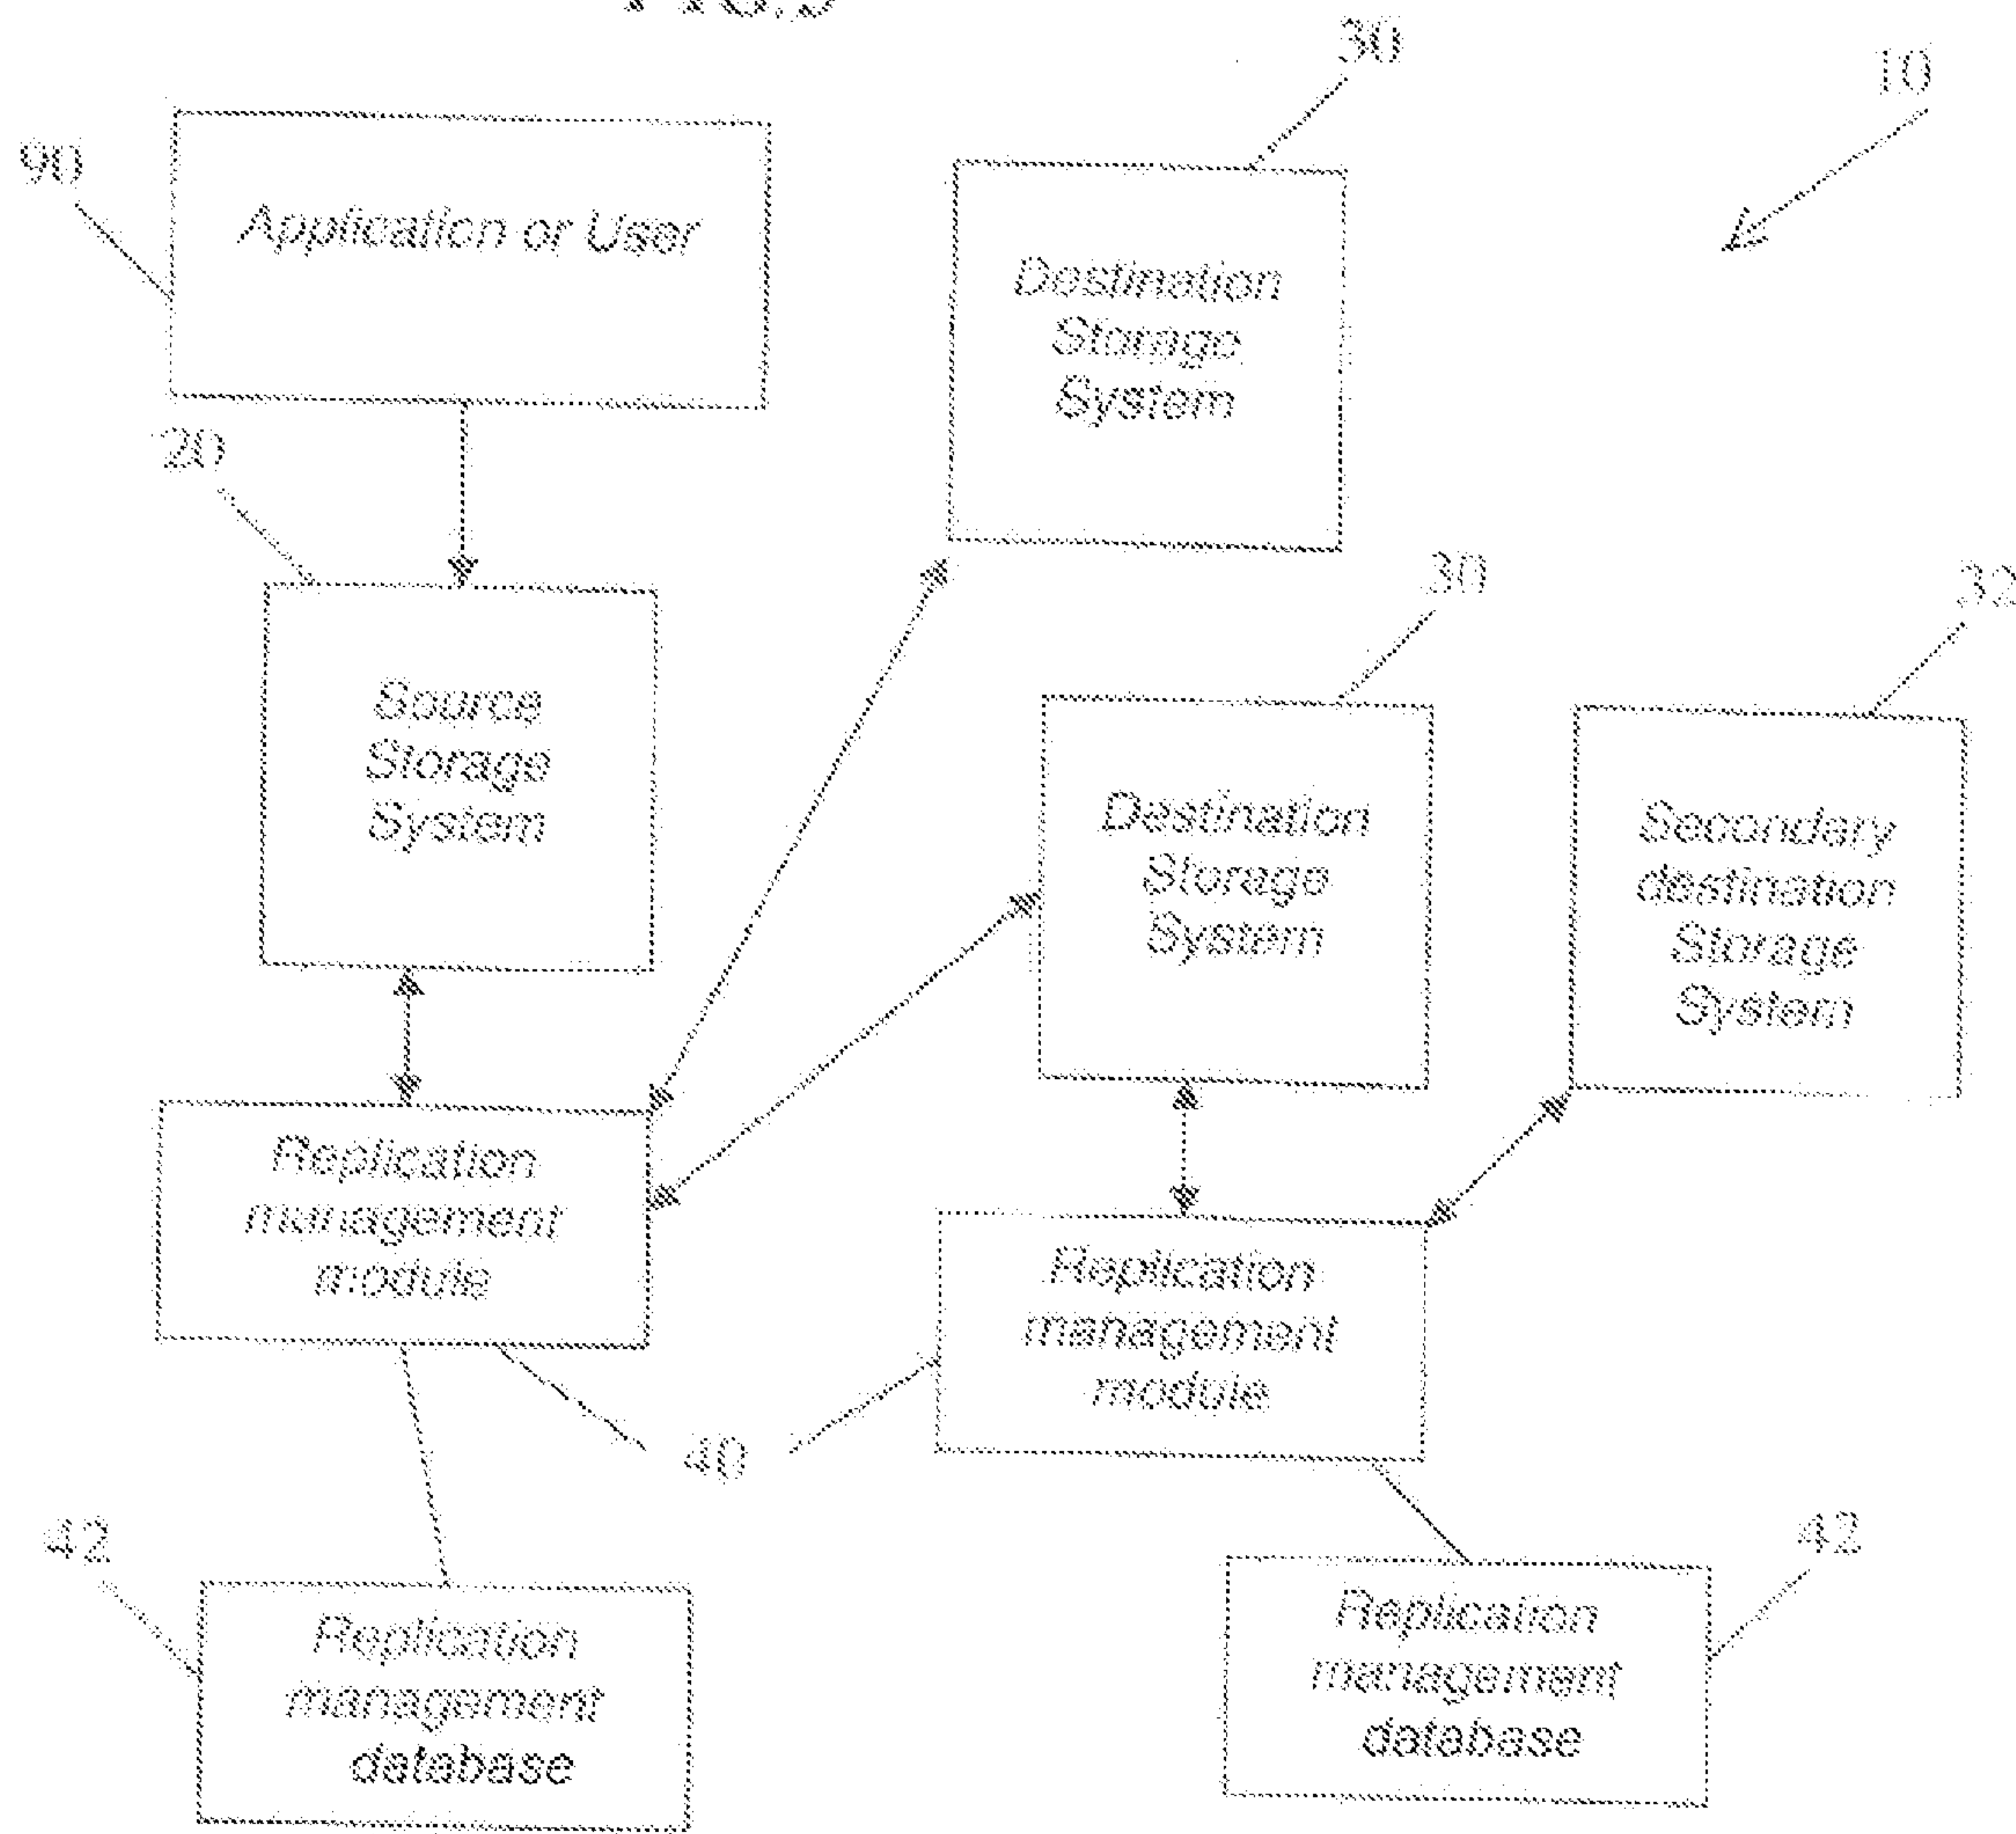 30
10
90
Application or User
Destination
Storage
System
20
30
32
Source
Storage
System
Destination
Storage
System
Secondary
destination
Storage
System
Replication
management
module
Replication
management
module
40
42
42
Replication
management
database
Replication
management
database